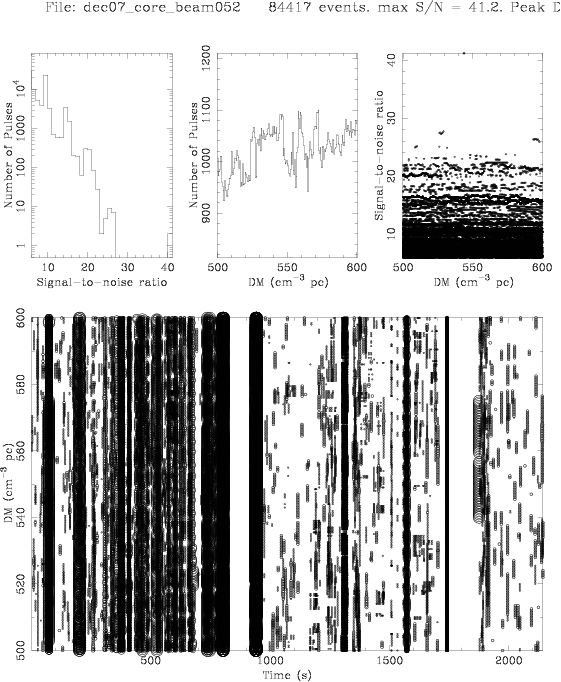 File: dec07_core_beam052 84417 events. max S/N = 41.2. Peak D
Number of Pulses
10⁴
1000
100
10
1
10 20 30 40
Signal−to−noise ratio
Number of Pulses
1200
1100
1000
900
500 550 600
DM (cm⁻³ pc)
Signal−to−noise ratio
40
30
20
10
500 550 600
DM (cm⁻³ pc)
DM (cm⁻³ pc)
600
580
560
540
520
500
500 1000 1500 2000
Time (s)